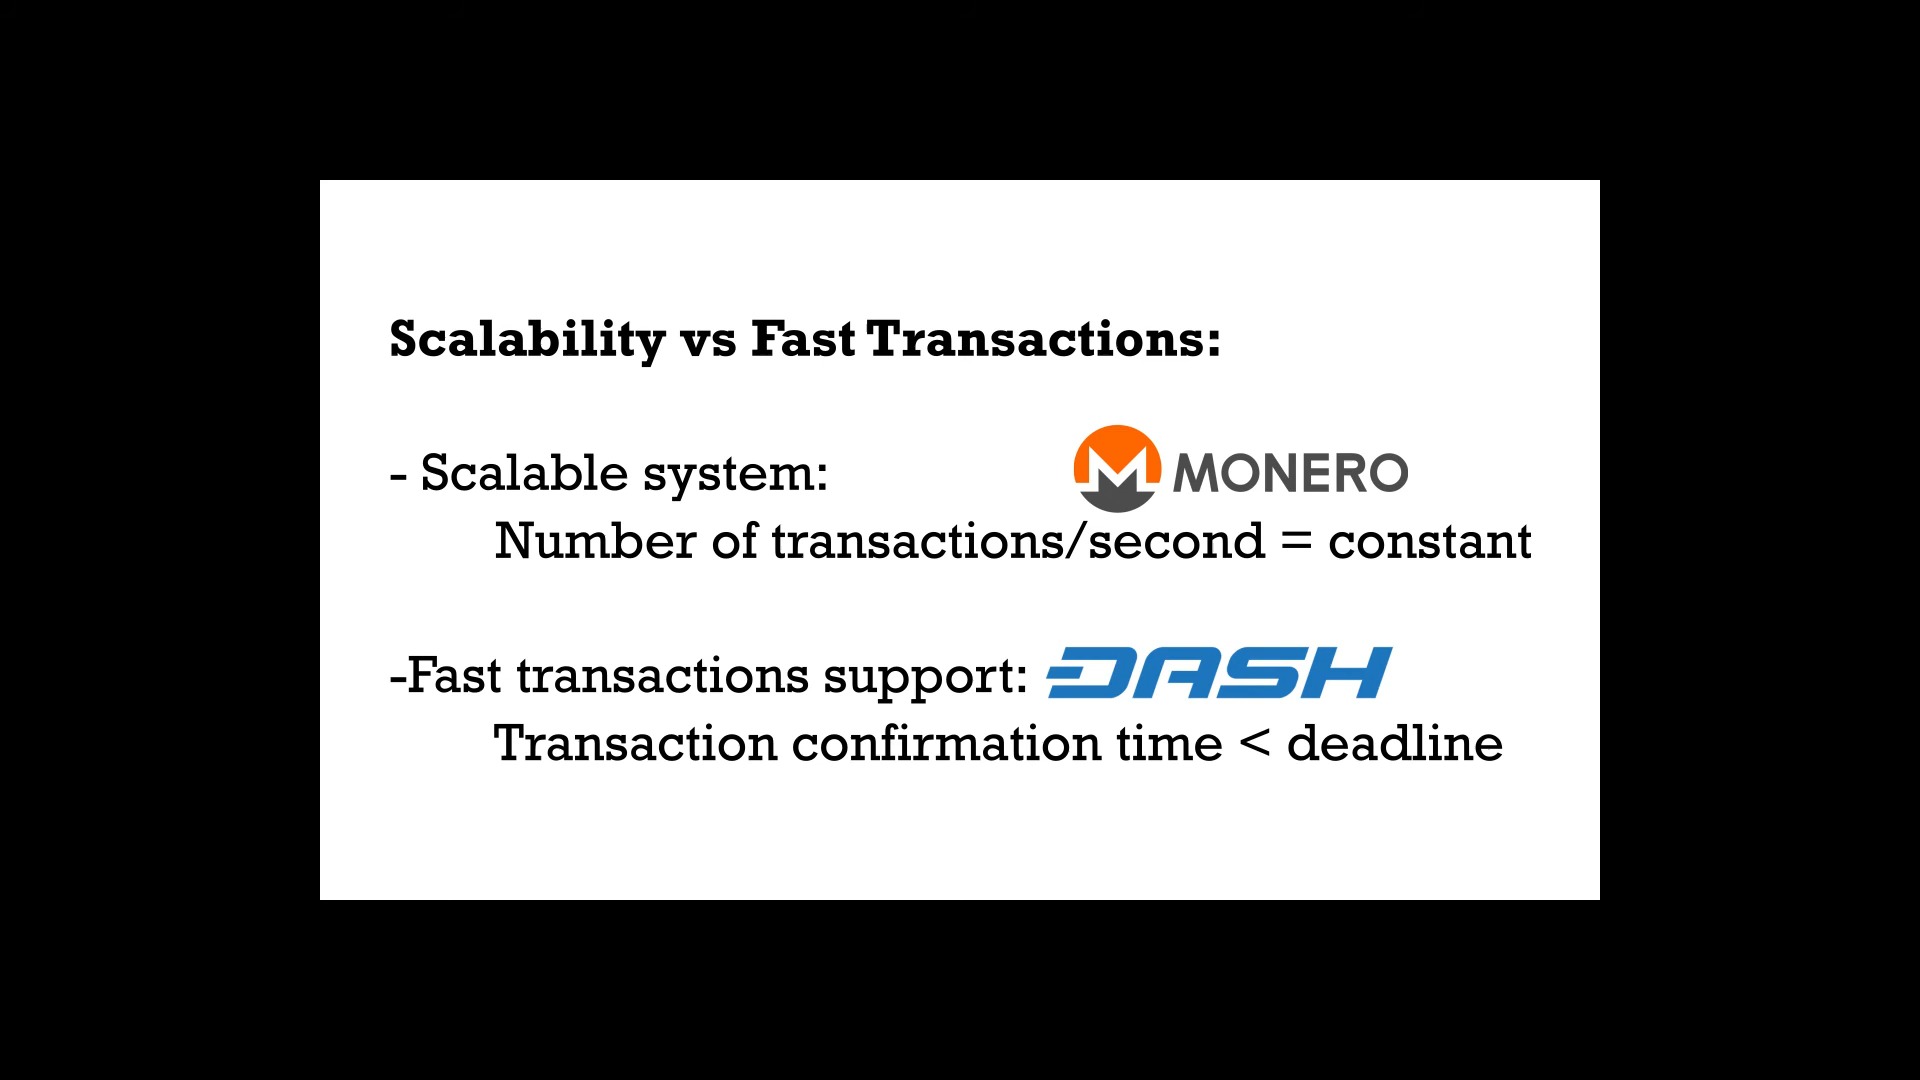 Scalability vs Fast Transactions:
- Scalable system: MONERO
Number of transactions/second = constant
-Fast transactions support: DASH
Transaction confirmation time < deadline